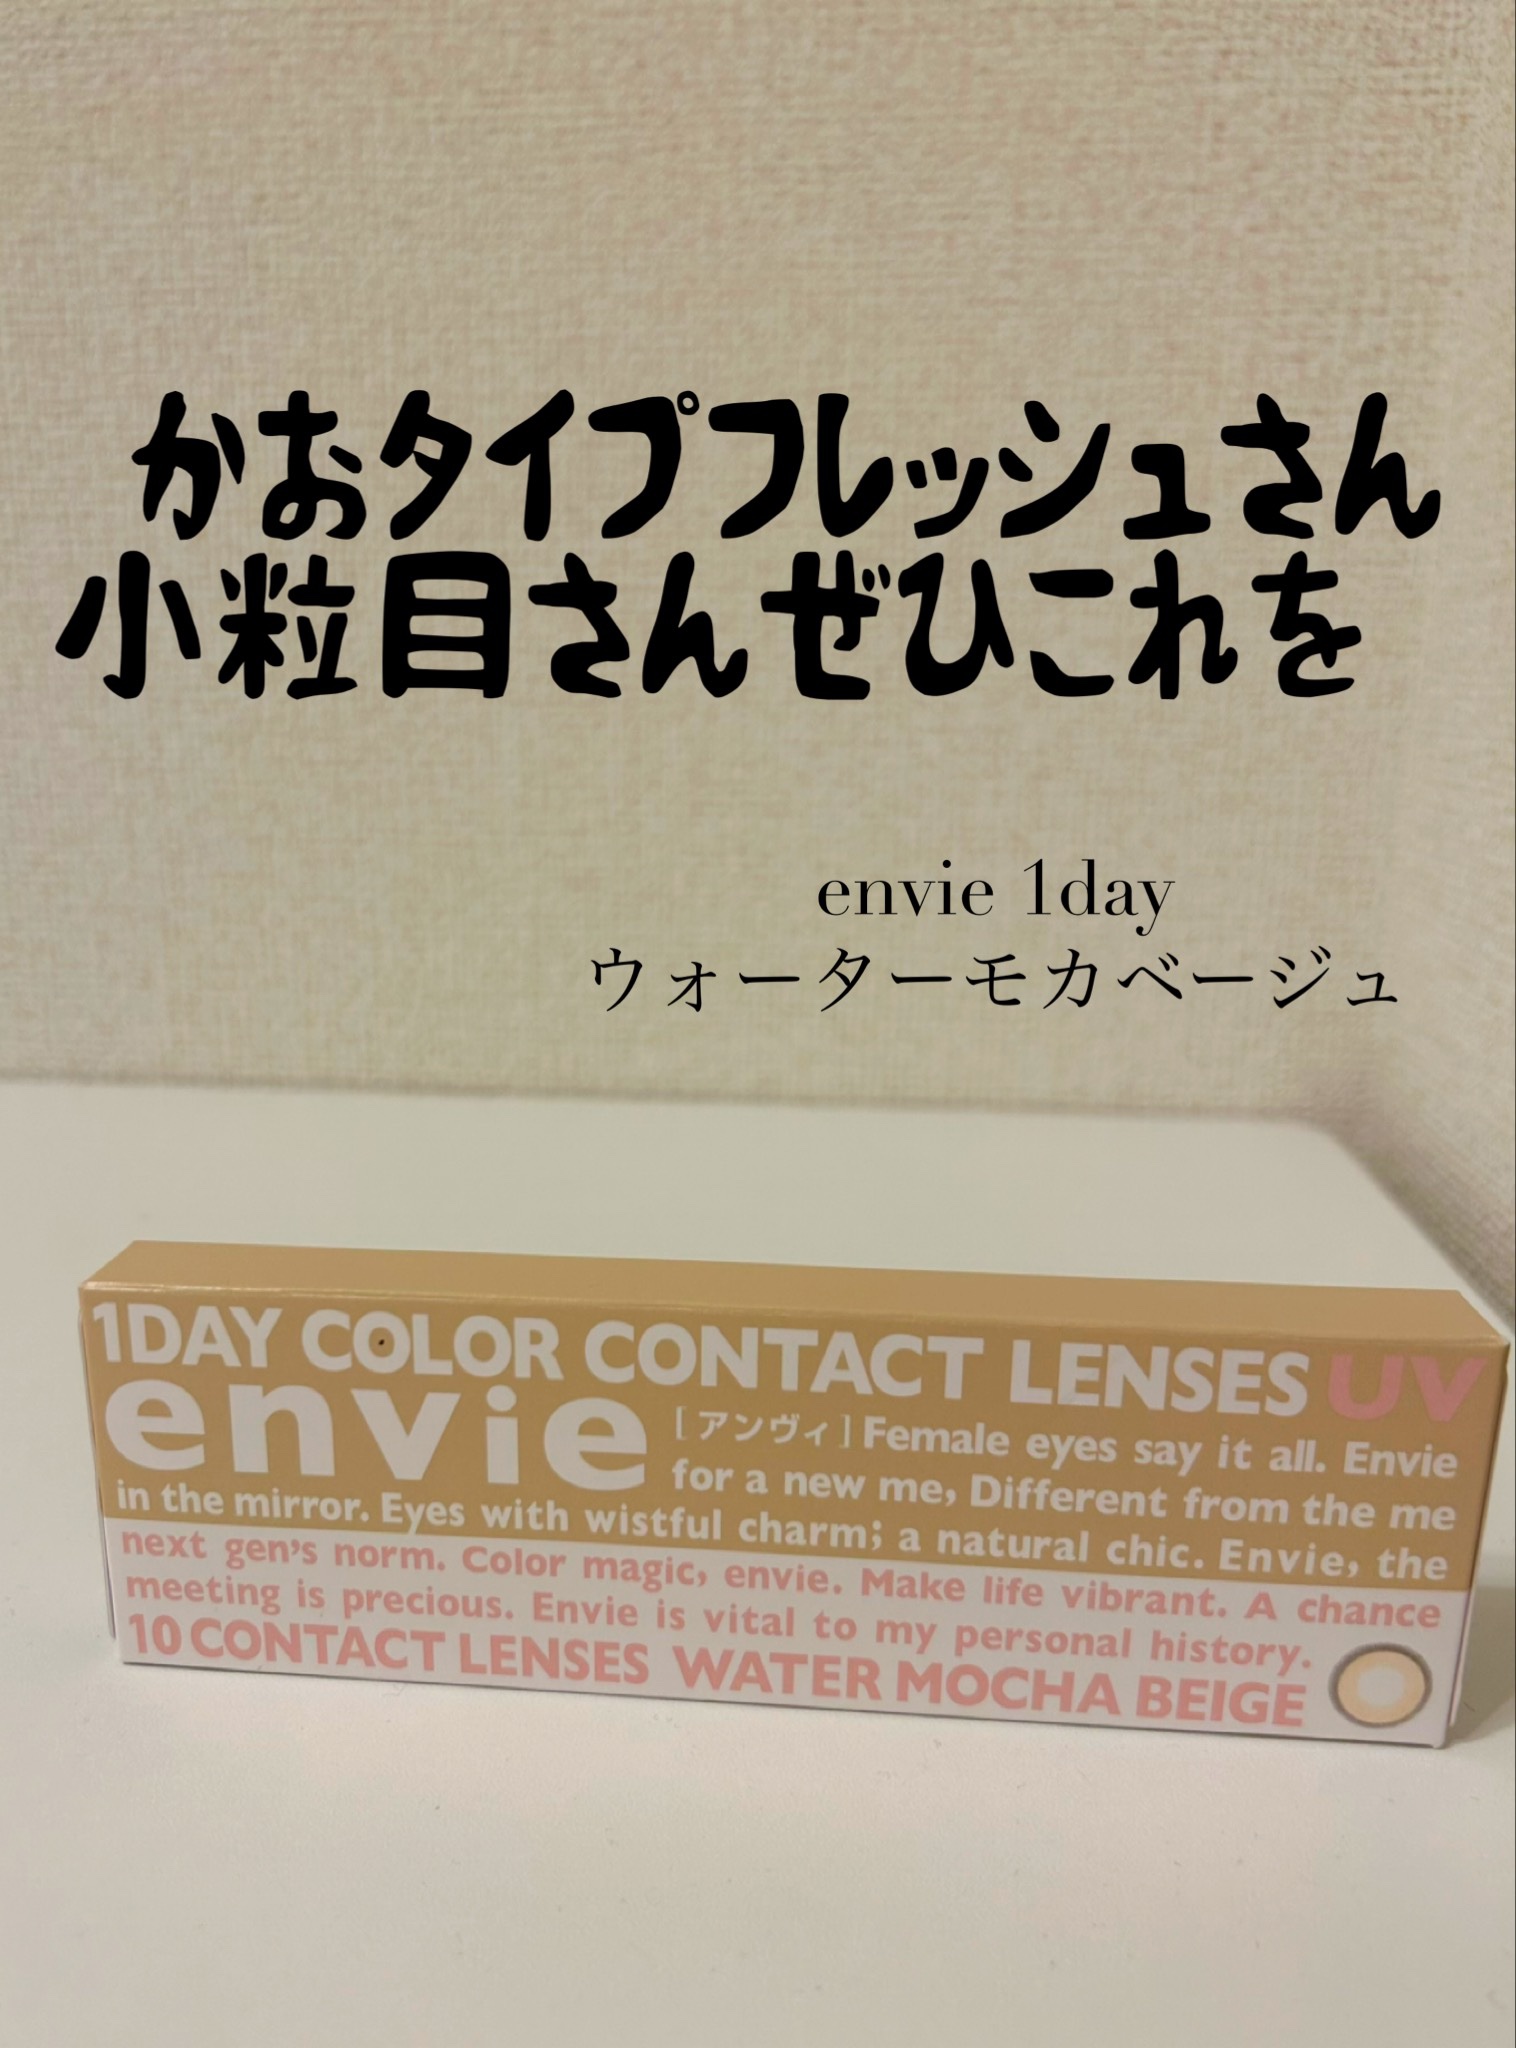 かおタイプフレッシュさん
小粒目さんぜひこれを
envie 1day
ウォーターモカベージュ
1DAY COLOR CONTACT LENSES UV
envie [アンヴィ] Female eyes say it all. Envie
for a new me, Different from the me
in the mirror. Eyes with wistful charm; a natural chic. Envie, the
next gen's norm. Color magic, envie. Make life vibrant. A chance
meeting is precious. Envie is vital to my personal history.
10 CONTACT LENSES WATER MOCHA BEIGE